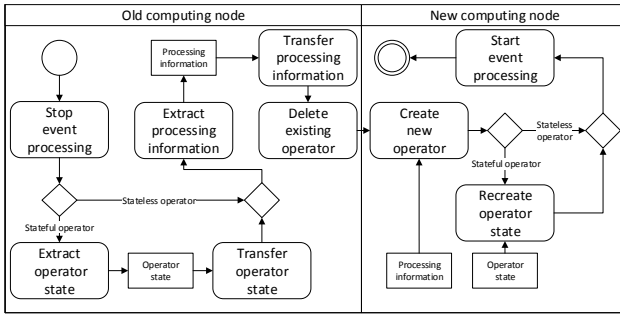 Old computing node
New computing node
Stop
event
processing
Stateful operator
Stateless operator
Extract
operator
state
Operator
state
Transfer
operator
state
Extract
processing
information
Processing
information
Transfer
processing
information
Delete
existing
operator
Create
new
operator
Processing
information
Stateful operator
Stateless
operator
Recreate
operator
state
Operator
state
Start
event
processing